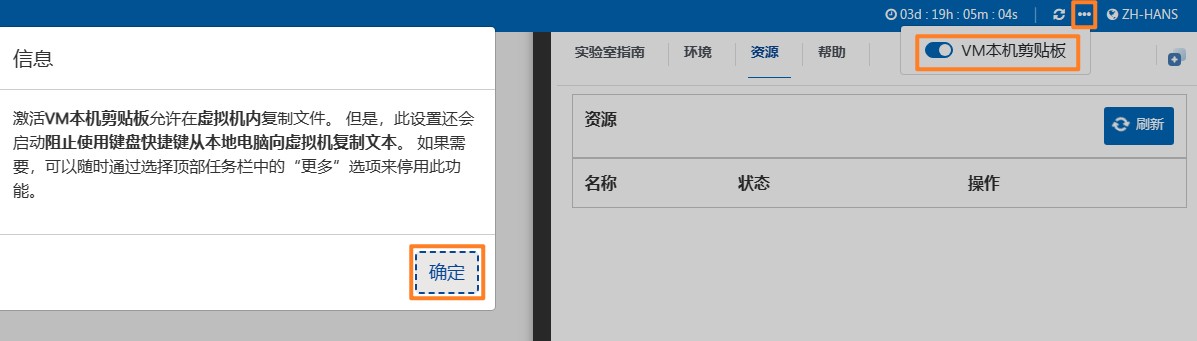 03d : 19h : 05m : 04s
ZH-HANS
信息
激活VM本机剪贴板允许在虚拟机内复制文件。 但是，此设置还会
启动阻止使用键盘快捷键从本地电脑向虚拟机复制文本。 如果需
要，可以随时通过选择顶部任务栏中的“更多”选项来停用此功
能。
确定
VM本机剪贴板
实验室指南 环境 资源 帮助
资源
刷新
名称 状态 操作